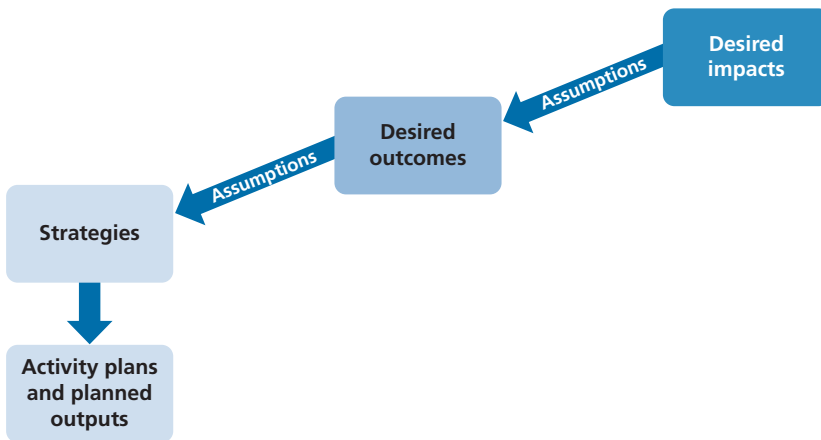 Desired
impacts
Assumptions
Desired
outcomes
Assumptions
Strategies
Activity plans
and planned
outputs